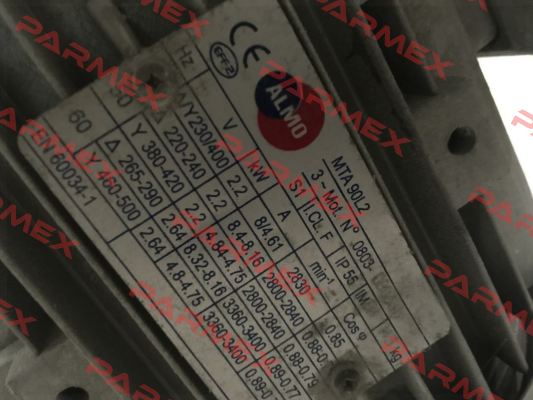 CE
EFF2
ALMO
MTA 90L2
3~Mot. N° 0803-
S1 I.CL. F IP 55 IM
Hz V kW A min⁻¹ Cos φ kg
Δ/Y230/400 2.2 8/4.61 0.85
Δ 220-240 2.2 8.4-8.16 2800-2840
Y 380-420 2.2 4.84-4.75 2800-2840 0.88-0.79
60 Δ 265-290 2.64 8.32-8.16 3360-3400 0.89-0.77
Y 460-500 2.64 4.8-4.75 3360-3400
EN 60034-1
PARMEX